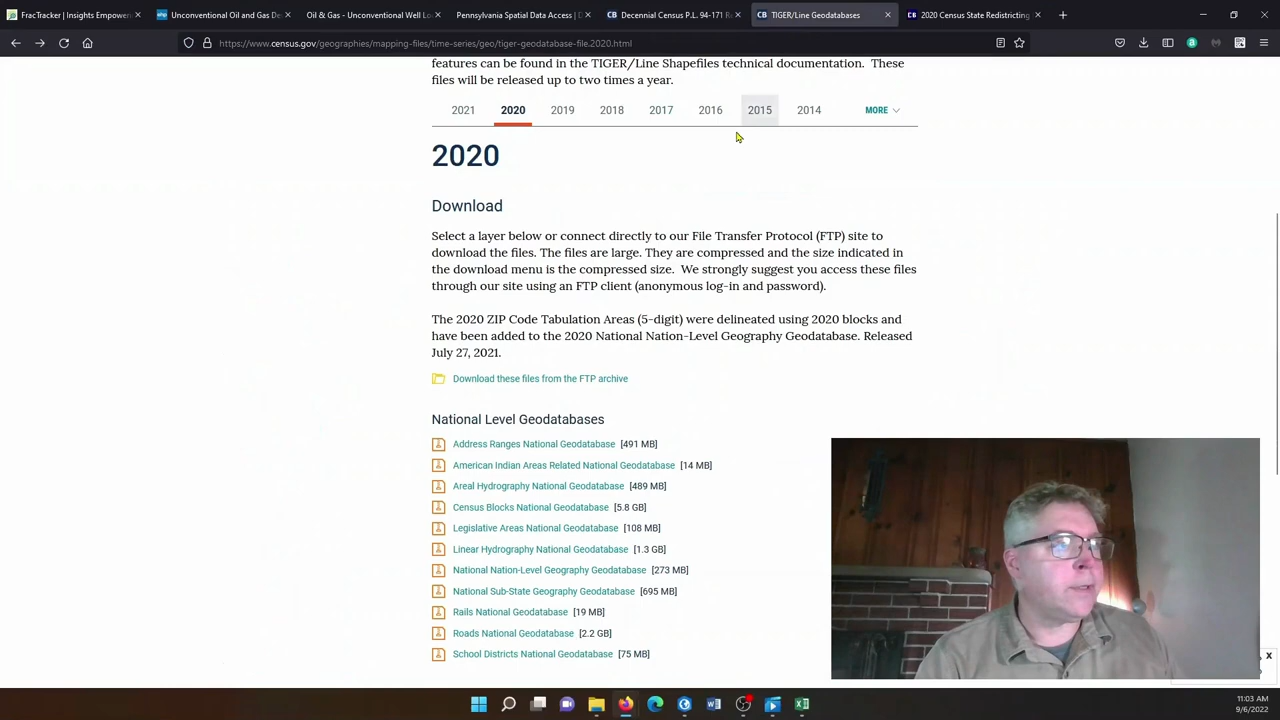 FracTracker | Insights Empower
Unconventional Oil and Gas De
Oil & Gas - Unconventional Well Lo
Pennsylvania Spatial Data Access | D
Decennial Census P.L. 94-171 R
TIGER/Line Geodatabases
2020 Census State Redistricting
https://www.census.gov/geographies/mapping-files/time-series/geo/tiger-geodatabase-file.2020.html
features can be found in the TIGER/Line Shapefiles technical documentation. These
files will be released up to two times a year.
2021 2020 2019 2018 2017 2016 2015 2014 MORE
2020
Download
Select a layer below or connect directly to our File Transfer Protocol (FTP) site to
download the files. The files are large. They are compressed and the size indicated in
the download menu is the compressed size. We strongly suggest you access these files
through our site using an FTP client (anonymous log-in and password).
The 2020 ZIP Code Tabulation Areas (5-digit) were delineated using 2020 blocks and
have been added to the 2020 National Nation-Level Geography Geodatabase. Released
July 27, 2021.
Download these files from the FTP archive
National Level Geodatabases
Address Ranges National Geodatabase [491 MB]
American Indian Areas Related National Geodatabase [14 MB]
Areal Hydrography National Geodatabase [489 MB]
Census Blocks National Geodatabase [5.8 GB]
Legislative Areas National Geodatabase [108 MB]
Linear Hydrography National Geodatabase [1.3 GB]
National Nation-Level Geography Geodatabase [273 MB]
National Sub-State Geography Geodatabase [695 MB]
Rails National Geodatabase [19 MB]
Roads National Geodatabase [2.2 GB]
School Districts National Geodatabase [75 MB]
11:03 AM
9/6/2022